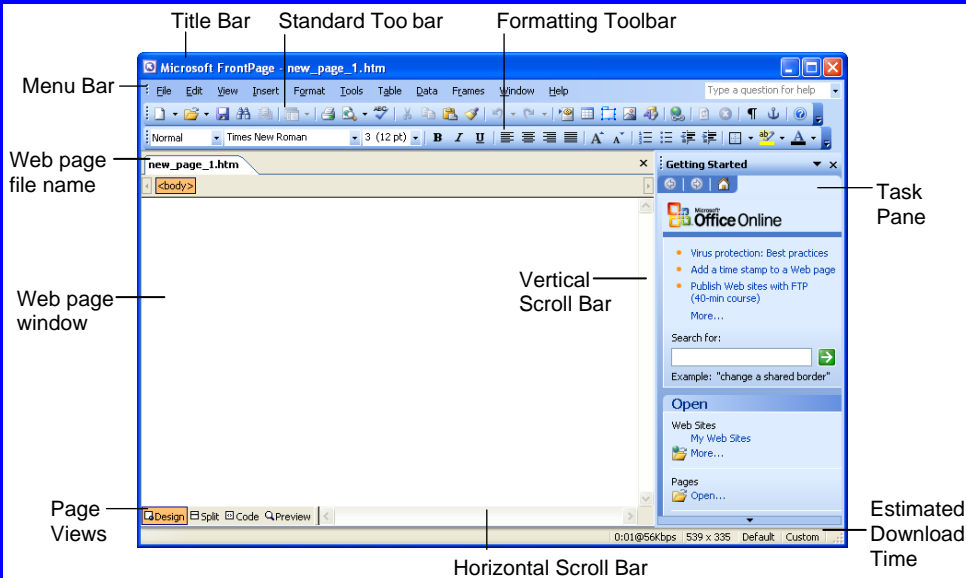 Title Bar
Standard Too bar
Formatting Toolbar
Microsoft FrontPage - new_page_1.htm
Menu Bar
File Edit View Insert Format Tools Table Data Frames Window Help
Type a question for help
Normal Times New Roman 3 (12 pt) B I U
Web page
file name
new_page_1.htm
Getting Started
<body>
Task
Pane
Microsoft
Office Online
Virus protection: Best practices
Add a time stamp to a Web page
Publish Web sites with FTP
(40-min course)
More...
Vertical
Scroll Bar
Web page
window
Search for:
Example: "change a shared border"
Open
Web Sites
My Web Sites
More...
Pages
Open...
Page
Views
Design Split Code Preview
Estimated
Download
Time
0:01@56Kbps 539 x 335 Default Custom
Horizontal Scroll Bar